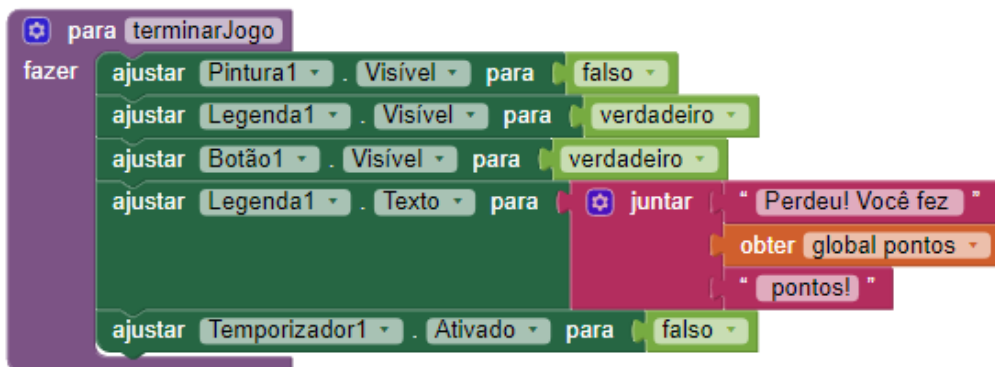 para terminarJogo
fazer ajustar Pintura1 . Visível para falso
ajustar Legenda1 . Visível para verdadeiro
ajustar Botão1 . Visível para verdadeiro
ajustar Legenda1 . Texto para juntar “ Perdeu! Você fez ”
obter global pontos
“ pontos! ”
ajustar Temporizador1 . Ativado para falso